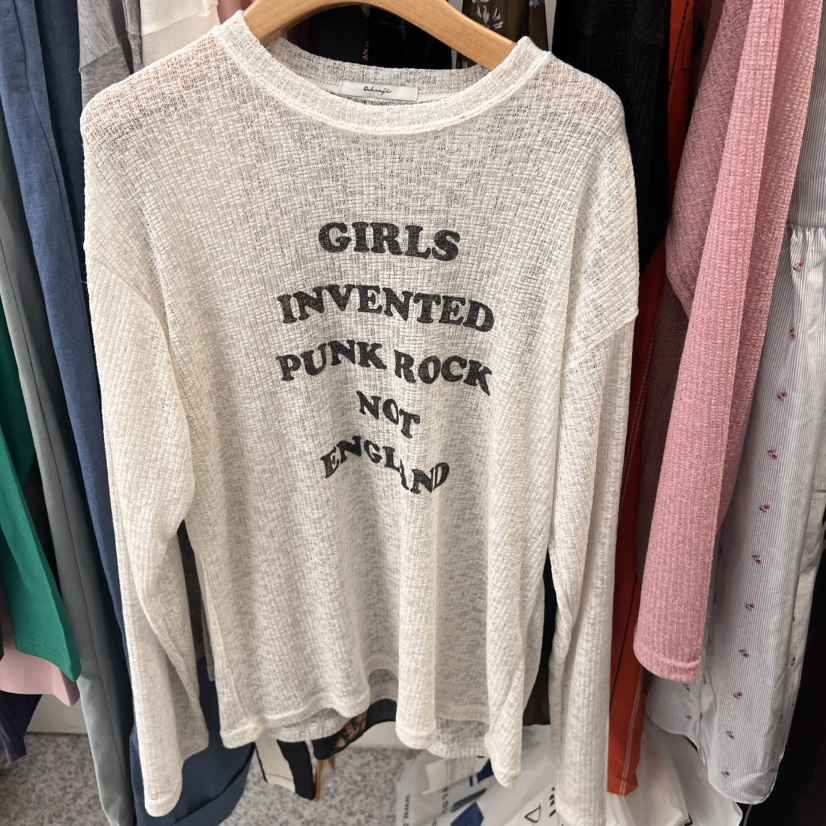 GIRLS
INVENTED
PUNK ROCK
NOT
ENGLAND